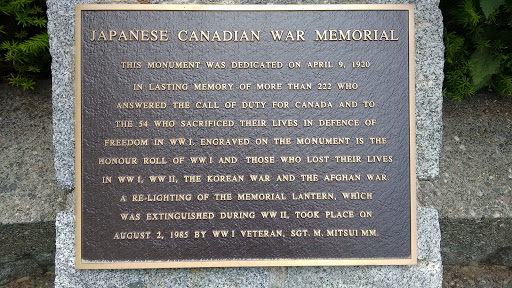 JAPANESE CANADIAN WAR MEMORIAL
THIS MONUMENT WAS DEDICATED ON APRIL 9, 1920
IN LASTING MEMORY OF MORE THAN 222 WHO
ANSWERED THE CALL OF DUTY FOR CANADA AND TO
THE 54 WHO SACRIFICED THEIR LIVES IN DEFENCE OF
FREEDOM IN WW I. ENGRAVED ON THE MONUMENT IS THE
HONOUR ROLL OF WW I AND THOSE WHO LOST THEIR LIVES
IN WW I, WW II, THE KOREAN WAR AND THE AFGHAN WAR.
A RE-LIGHTING OF THE MEMORIAL LANTERN, WHICH
WAS EXTINGUISHED DURING WW II, TOOK PLACE ON
AUGUST 2, 1985 BY WW I VETERAN, SGT. M. MITSUI MM.